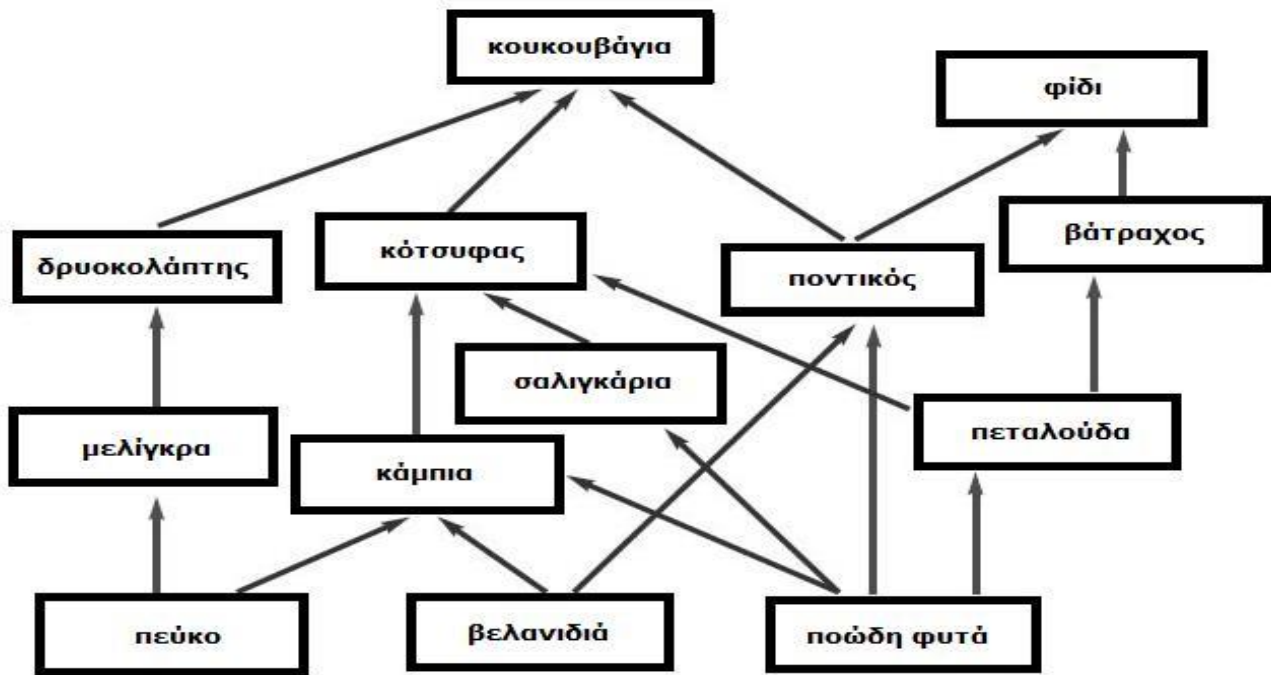 κουκουβάγια
φίδι
δρυοκολάπτης
κότσυφας
ποντικός
βάτραχος
μελίγκρα
κάμπια
σαλιγκάρια
πεταλούδα
πεύκο
βελανιδιά
ποώδη φυτά